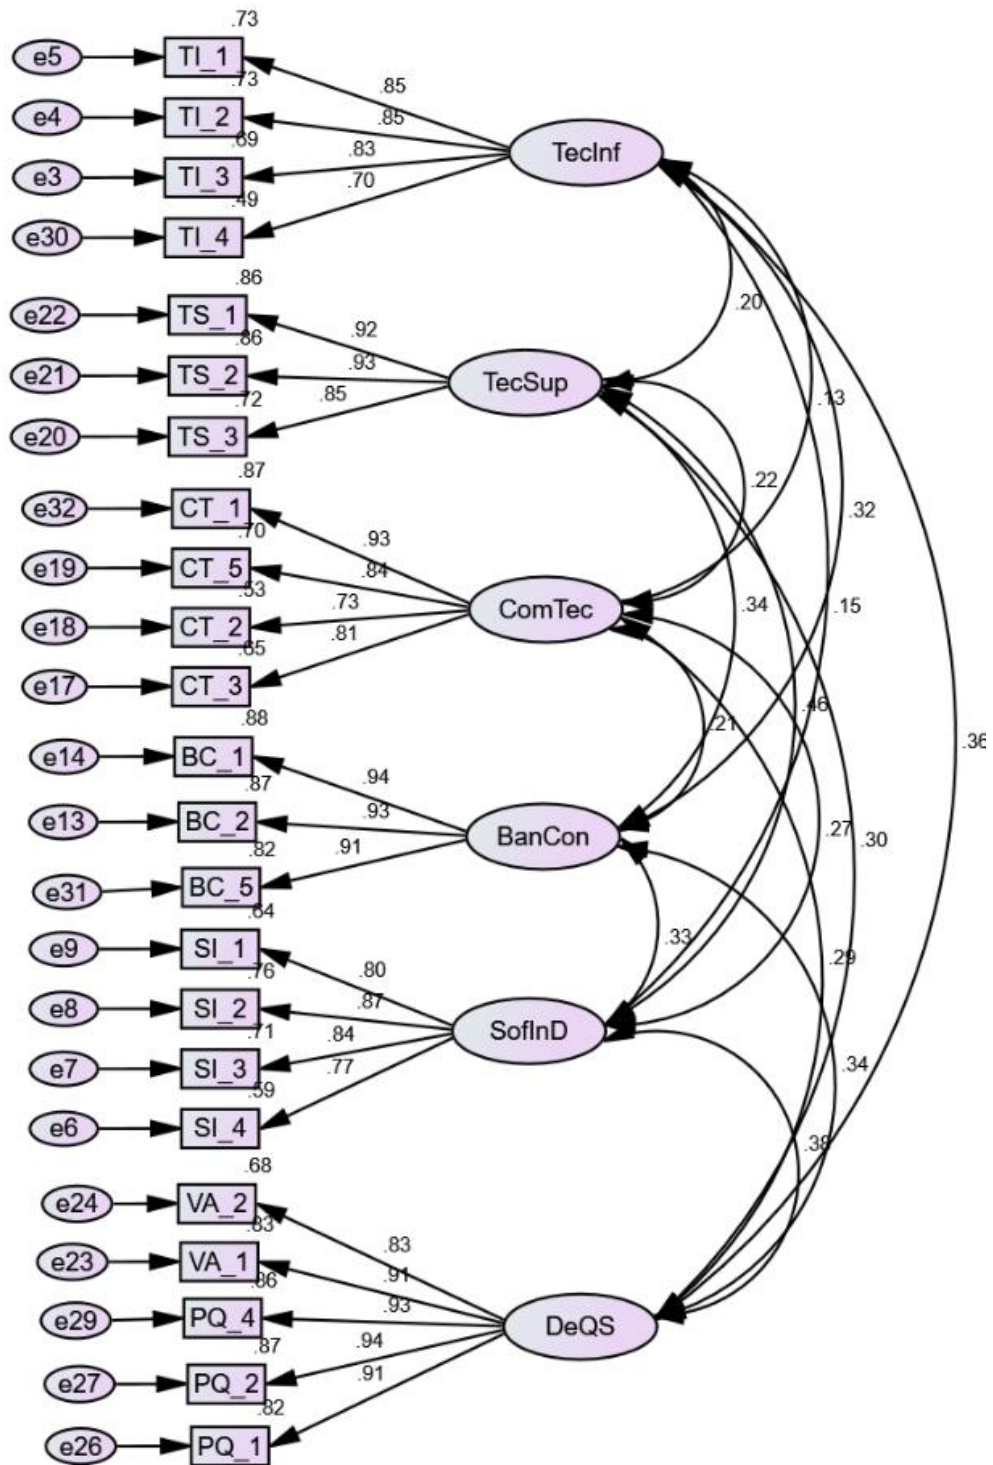 .73
e5 TI_1
.73 .85
e4 TI_2 .85 TecInf
.69 .83
e3 TI_3
.49 .70
e30 TI_4
.86
e22 TS_1 .20
.86 .92
e21 TS_2 .93 TecSup
.72 .85 .13
e20 TS_3
.87 .22
e32 CT_1 .32
.70 .93
e19 CT_5 .84
.53 .73 ComTec .34 .15
e18 CT_2
.65 .81
e17 CT_3
.88 .21 .46
e14 BC_1 .36
.87 .94
e13 BC_2 .93 BanCon .27 .30
.82 .91
e31 BC_5
.64
e9 SI_1 .33 .29
.76 .80
e8 SI_2 .87 SofInD
.71 .84
e7 SI_3 .77 .34
.59
e6 SI_4 .38
.68
e24 VA_2
.83 .83
e23 VA_1 .91
.86 .93
e29 PQ_4 DeQS
.87 .94
e27 PQ_2 .91
.82
e26 PQ_1